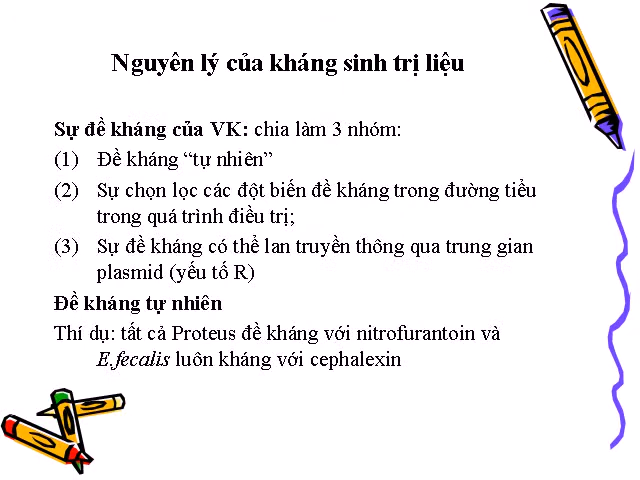 Nguyên lý của kháng sinh trị liệu
Sự đề kháng của VK: chia làm 3 nhóm:
(1) Đề kháng “tự nhiên”
(2) Sự chọn lọc các đột biến đề kháng trong đường tiểu
trong quá trình điều trị;
(3) Sự đề kháng có thể lan truyền thông qua trung gian
plasmid (yếu tố R)
Đề kháng tự nhiên
Thí dụ: tất cả Proteus đề kháng với nitrofurantoin và
E.fecalis luôn kháng với cephalexin